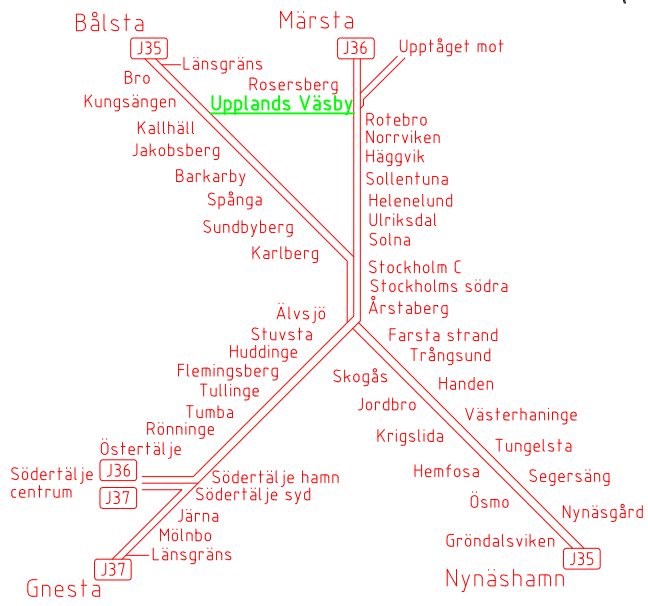 Bålsta
Märsta
J35
J36
Upptåget mot
Länsgräns
Bro
Rosersberg
Kungsängen
Upplands Väsby
Kallhäll
Rotebro
Norrviken
Jakobsberg
Häggvik
Barkarby
Sollentuna
Spånga
Helenelund
Ulriksdal
Sundbyberg
Solna
Karlberg
Stockholm C
Stockholms södra
Årstaberg
Älvsjö
Stuvsta
Farsta strand
Huddinge
Trångsund
Flemingsberg
Skogås
Handen
Tullinge
Jordbro
Tumba
Västerhaninge
Rönninge
Krigslida
Östertälje
Tungelsta
Södertälje
centrum
J36
J37
Södertälje hamn
Södertälje syd
Hemfosa
Segersäng
Järna
Ösmo
Nynäsgård
Mölnbo
Länsgräns
Gröndalsviken
J37
J35
Gnesta
Nynäshamn